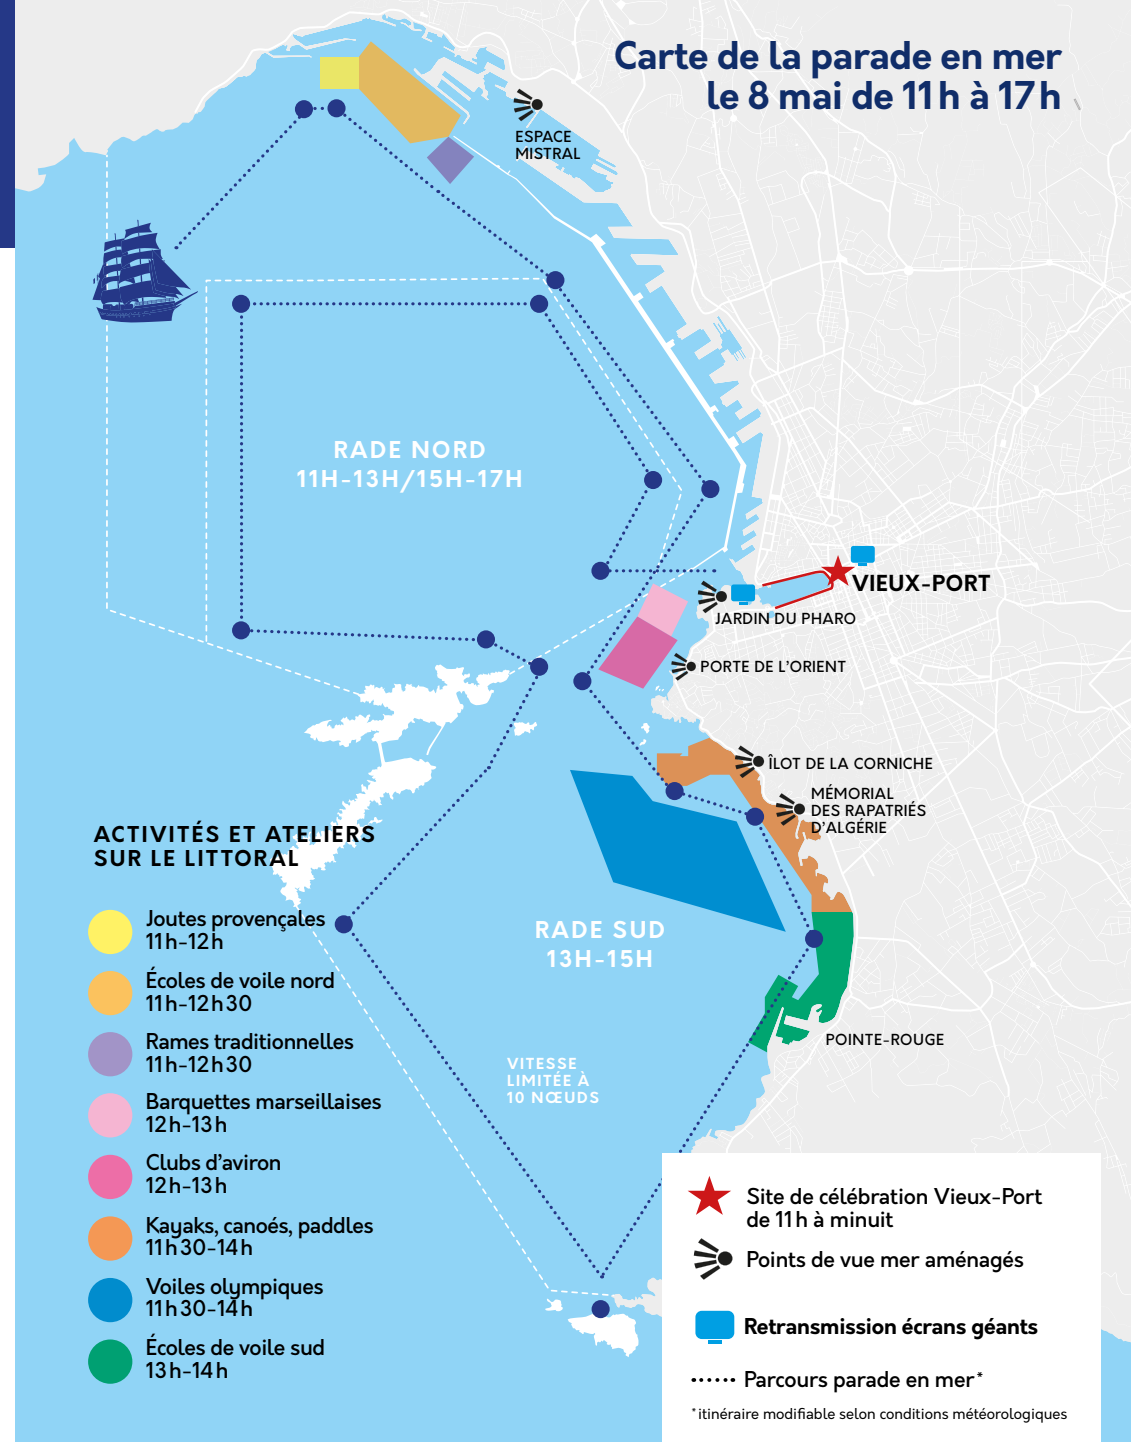 Carte de la parade en mer
le 8 mai de 11h à 17h
ESPACE
MISTRAL
RADE NORD
11H-13H/15H-17H
VIEUX-PORT
JARDIN DU PHARO
PORTE DE L'ORIENT
ÎLOT DE LA CORNICHE
MÉMORIAL
DES RAPATRIÉS
D'ALGÉRIE
RADE SUD
13H-15H
POINTE-ROUGE
VITESSE
LIMITÉE À
10 NŒUDS
ACTIVITÉS ET ATELIERS
SUR LE LITTORAL
Joutes provençales
11h-12h
Écoles de voile nord
11h-12h30
Rames traditionnelles
11h-12h30
Barquettes marseillaises
12h-13h
Clubs d'aviron
12h-13h
Kayaks, canoés, paddles
11h30-14h
Voiles olympiques
11h30-14h
Écoles de voile sud
13h-14h
Site de célébration Vieux-Port
de 11h à minuit
Points de vue mer aménagés
Retransmission écrans géants
Parcours parade en mer*
*itinéraire modifiable selon conditions météorologiques